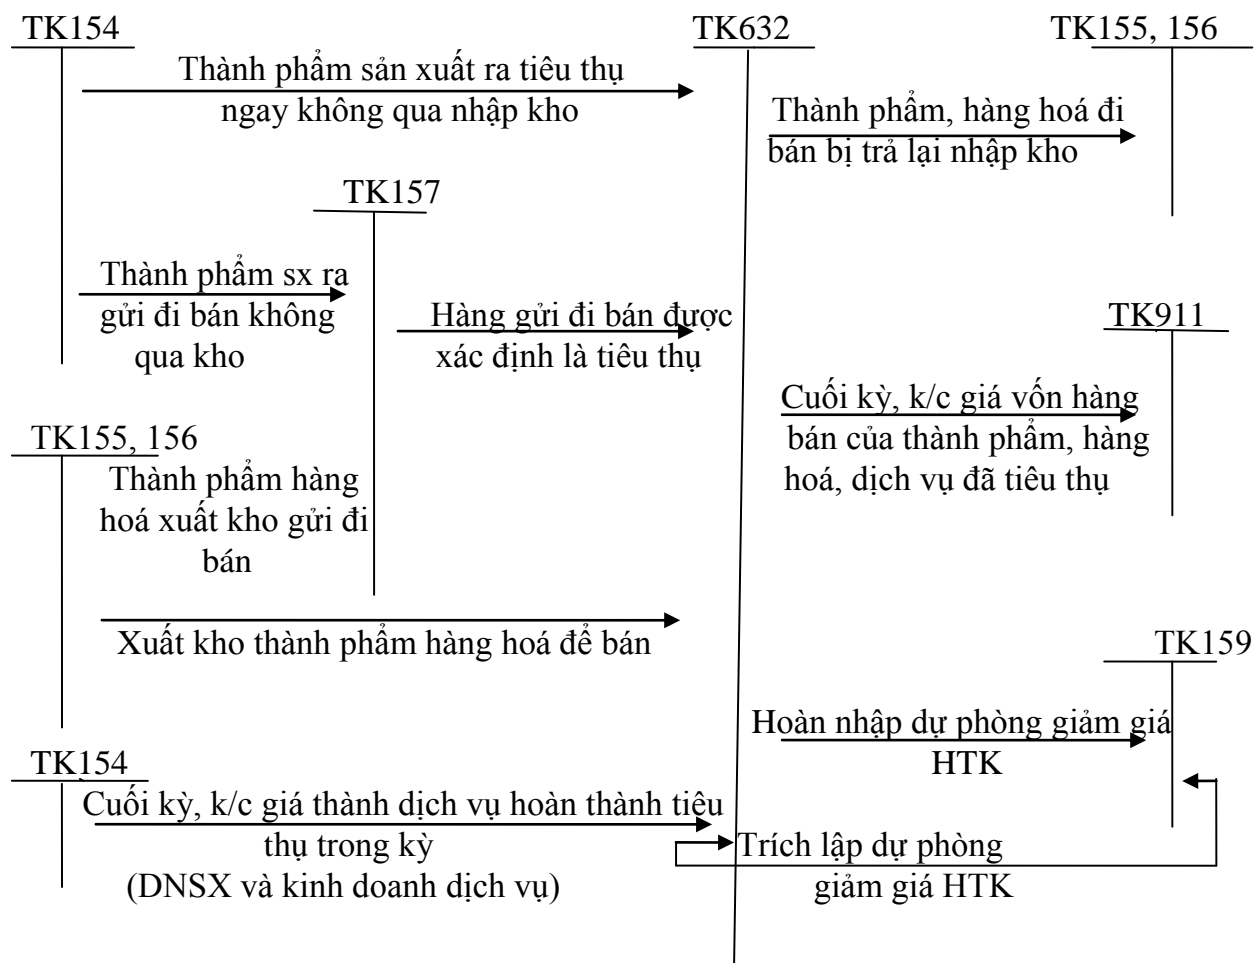 TK154
TK632
TK155, 156
Thành phẩm sản xuất ra tiêu thụ
ngay không qua nhập kho
Thành phẩm, hàng hoá đi
bán bị trả lại nhập kho
TK157
Thành phẩm sx ra
gửi đi bán không
qua kho
Hàng gửi đi bán được
xác định là tiêu thụ
TK911
Cuối kỳ, k/c giá vốn hàng
bán của thành phẩm, hàng
hoá, dịch vụ đã tiêu thụ
TK155, 156
Thành phẩm hàng
hoá xuất kho gửi đi
bán
Xuất kho thành phẩm hàng hoá để bán
TK159
Hoàn nhập dự phòng giảm giá
HTK
TK154
Cuối kỳ, k/c giá thành dịch vụ hoàn thành tiêu
thụ trong kỳ
(DNSX và kinh doanh dịch vụ)
Trích lập dự phòng
giảm giá HTK